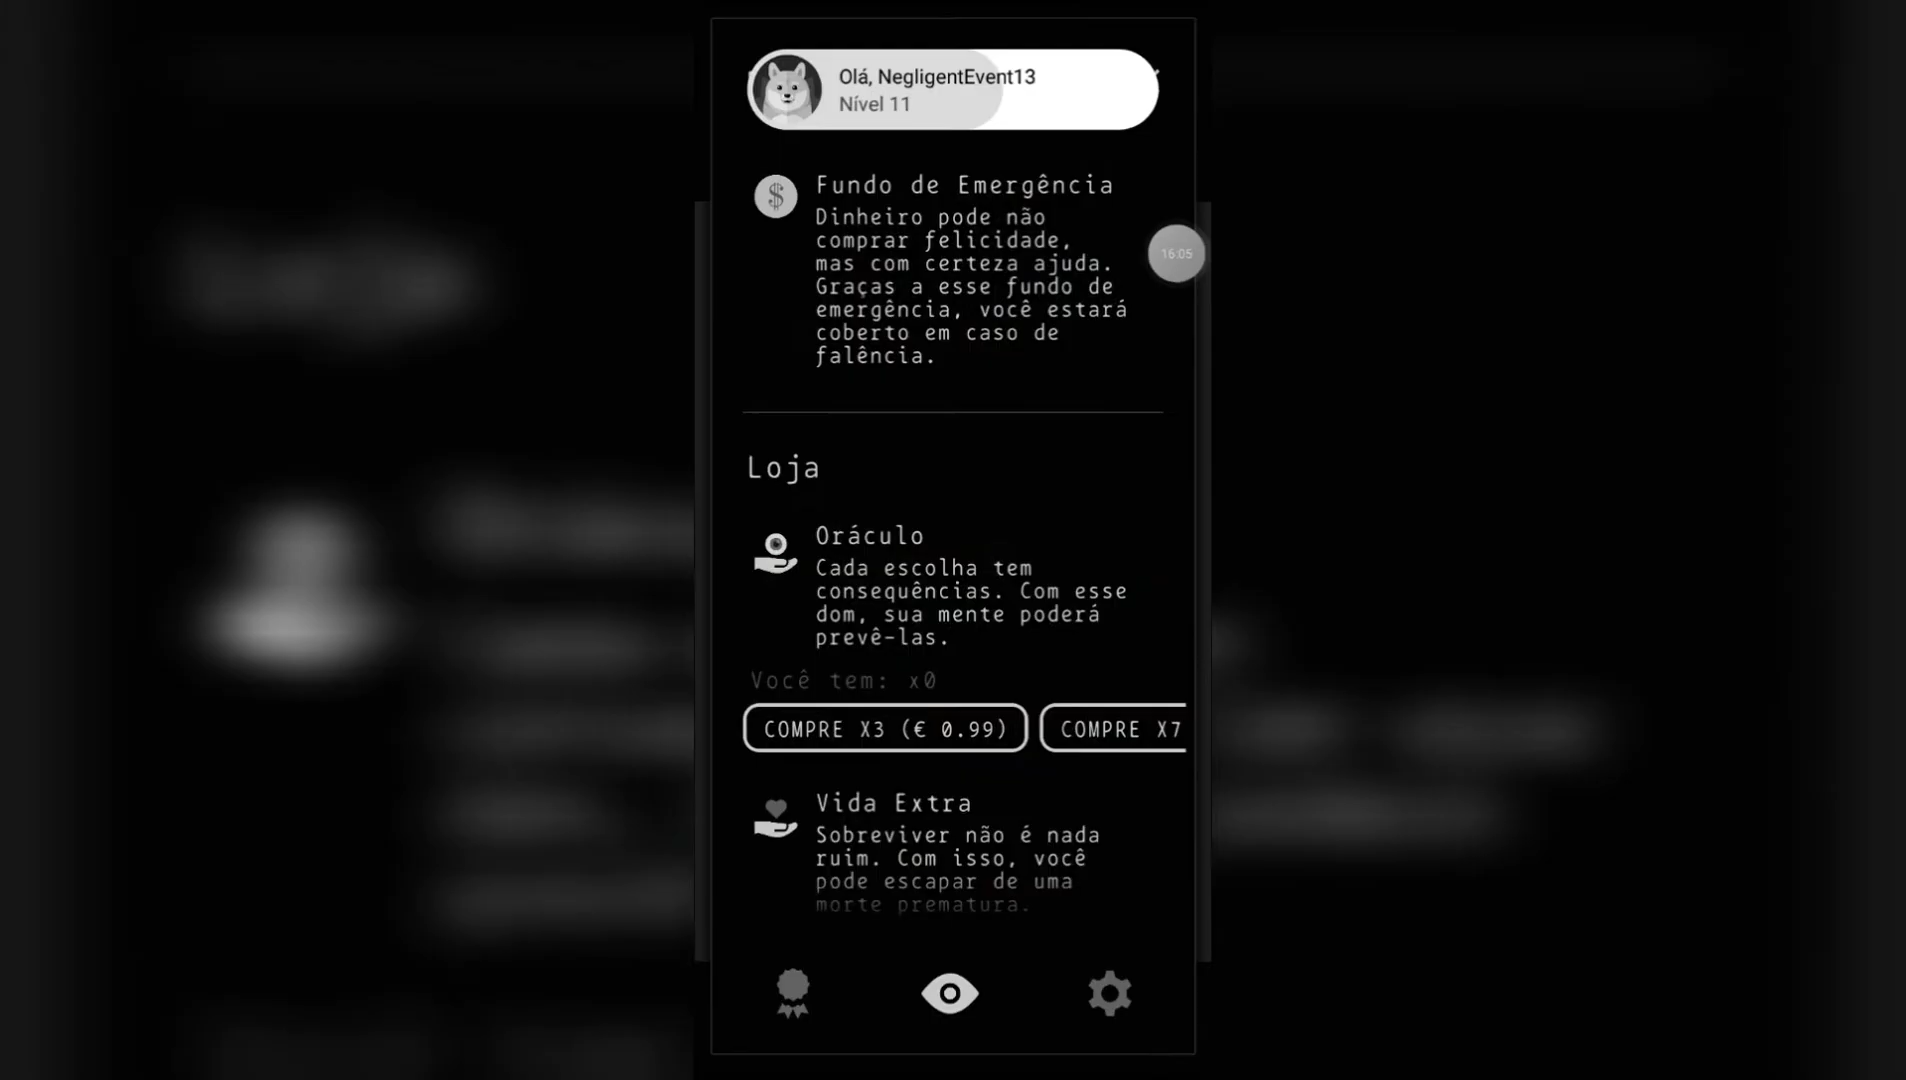 Olá, NegligentEvent13
Nível 11
Fundo de Emergência
Dinheiro pode não
comprar felicidade,
mas com certeza ajuda.
Graças a esse fundo de
emergência, você estará
coberto em caso de
falência.
16:05
Loja
Oráculo
Cada escolha tem
consequências. Com esse
dom, sua mente poderá
prevê-las.
Você tem: x0
COMPRE X3 (€ 0.99)
COMPRE X7
Vida Extra
Sobreviver não é nada
ruim. Com isso, você
pode escapar de uma
morte prematura.